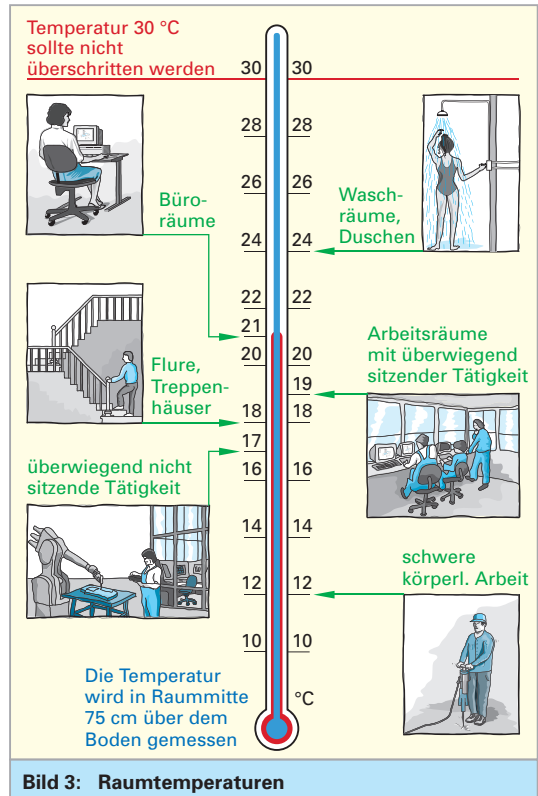 Temperatur 30 °C
sollte nicht
überschritten werden
30 30
28 28
26 26
Büro-
räume
Wasch-
räume,
Duschen
24 24
22 22
21
20 20
Arbeitsräume
mit überwiegend
sitzender Tätigkeit
19
Flure,
Treppen-
häuser
18 18
17
überwiegend nicht
sitzende Tätigkeit
16 16
14 14
schwere
körperl. Arbeit
12 12
10 10
Die Temperatur
wird in Raummitte
75 cm über dem
Boden gemessen
°C
Bild 3: Raumtemperaturen